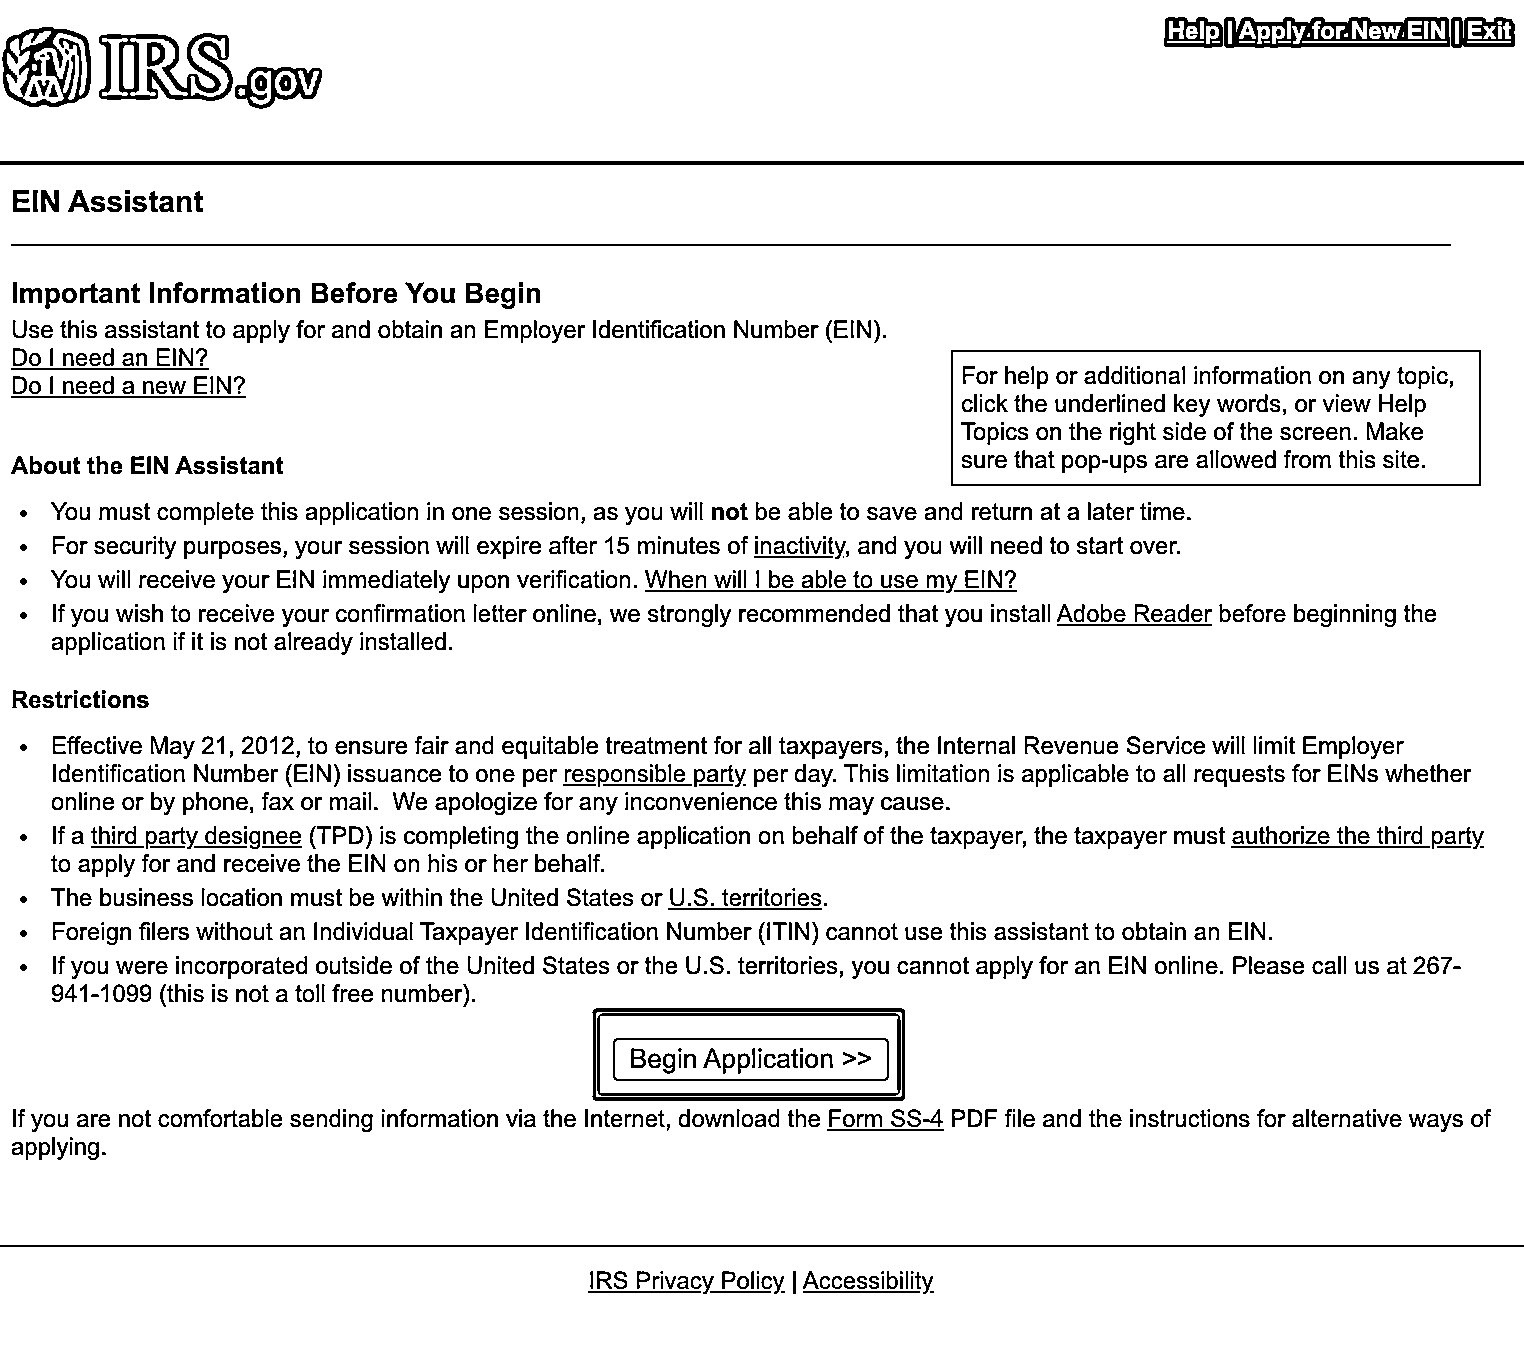 IRS.gov
Help | Apply for New EIN | Exit
EIN Assistant
Important Information Before You Begin
Use this assistant to apply for and obtain an Employer Identification Number (EIN).
Do I need an EIN?
Do I need a new EIN?
For help or additional information on any topic,
click the underlined key words, or view Help
Topics on the right side of the screen. Make
sure that pop-ups are allowed from this site.
About the EIN Assistant
• You must complete this application in one session, as you will not be able to save and return at a later time.
• For security purposes, your session will expire after 15 minutes of inactivity, and you will need to start over.
• You will receive your EIN immediately upon verification. When will I be able to use my EIN?
• If you wish to receive your confirmation letter online, we strongly recommended that you install Adobe Reader before beginning the
application if it is not already installed.
Restrictions
• Effective May 21, 2012, to ensure fair and equitable treatment for all taxpayers, the Internal Revenue Service will limit Employer
Identification Number (EIN) issuance to one per responsible party per day. This limitation is applicable to all requests for EINs whether
online or by phone, fax or mail.  We apologize for any inconvenience this may cause.
• If a third party designee (TPD) is completing the online application on behalf of the taxpayer, the taxpayer must authorize the third party
to apply for and receive the EIN on his or her behalf.
• The business location must be within the United States or U.S. territories.
• Foreign filers without an Individual Taxpayer Identification Number (ITIN) cannot use this assistant to obtain an EIN.
• If you were incorporated outside of the United States or the U.S. territories, you cannot apply for an EIN online. Please call us at 267-
941-1099 (this is not a toll free number).
Begin Application >>
If you are not comfortable sending information via the Internet, download the Form SS-4 PDF file and the instructions for alternative ways of
applying.
IRS Privacy Policy | Accessibility